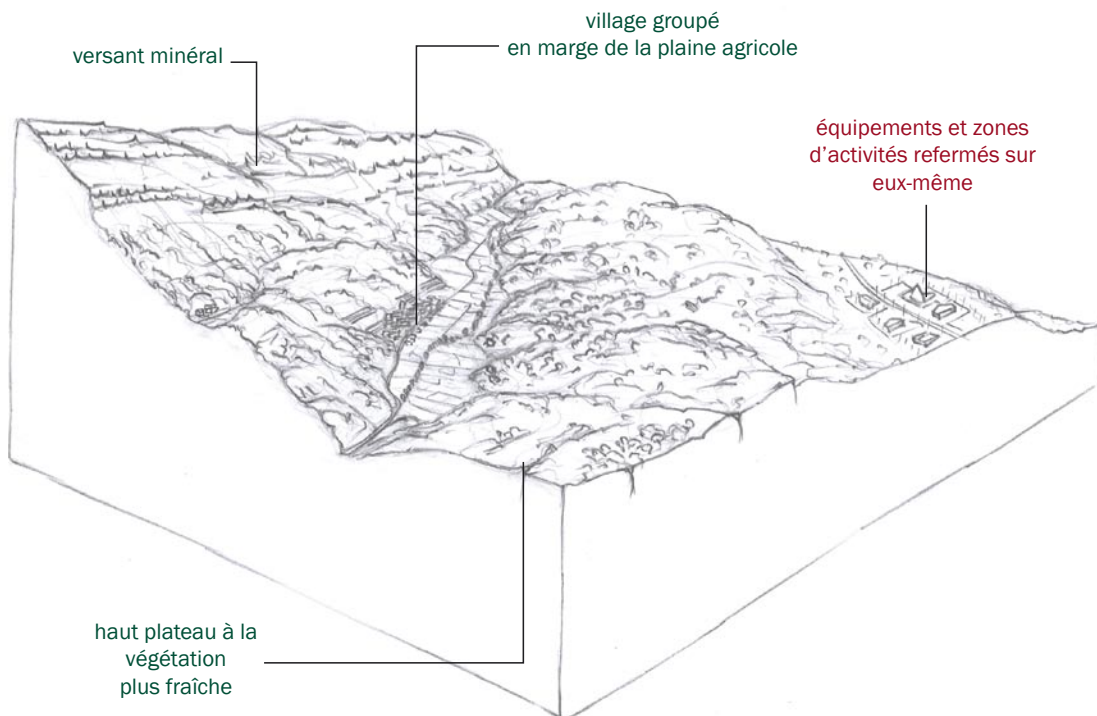 village groupé
en marge de la plaine agricole
versant minéral
équipements et zones
d'activités refermés sur
eux-même
haut plateau à la
végétation
plus fraîche